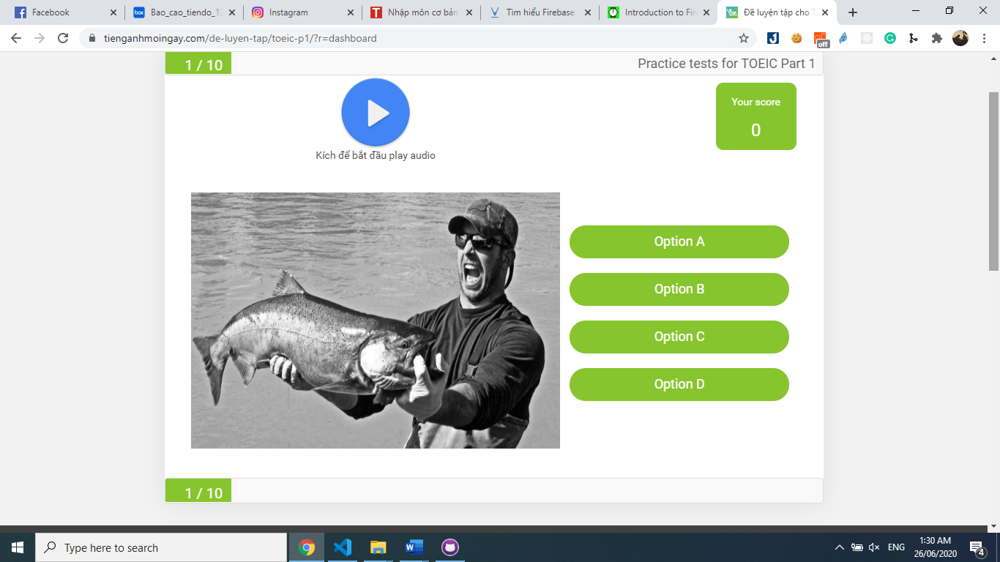 Facebook
Bao_cao_tiendo_13
Instagram
Nhập môn cơ bản
Tìm hiểu Firebase
Introduction to Fir
Đề luyện tập cho T
tienganhmoingay.com/de-luyen-tap/toeic-p1/?r=dashboard
off
1 / 10
Practice tests for TOEIC Part 1
Your score
0
Kích để bắt đầu play audio
Option A
Option B
Option C
Option D
1 / 10
Type here to search
ENG
1:30 AM
26/06/2020
4